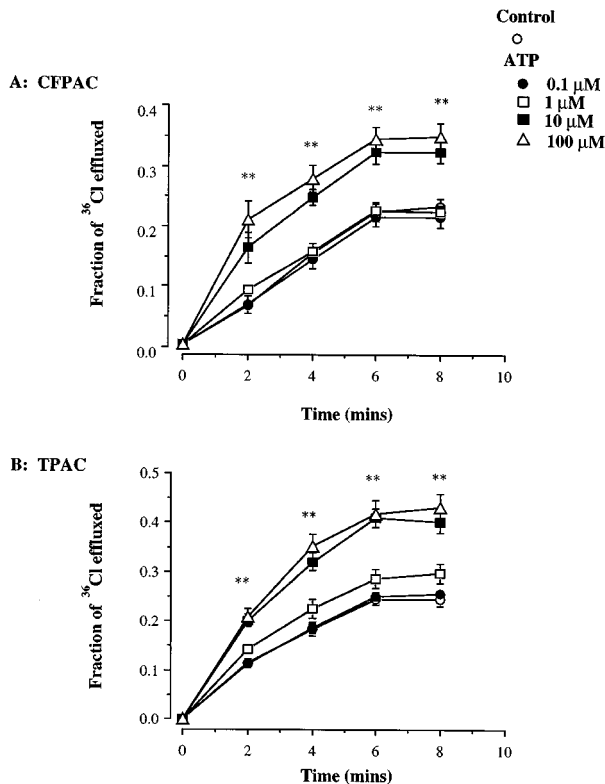 Control
ATP
0.1 μM
1 μM
10 μM
100 μM
A: CFPAC
Fraction of ³⁶Cl effluxed
0.4
0.3
0.2
0.1
0.0
**
**
**
**
0
2
4
6
8
10
Time (mins)
B: TPAC
Fraction of ³⁶Cl effluxed
0.5
0.4
0.3
0.2
0.1
0.0
**
**
**
**
0
2
4
6
8
10
Time (mins)